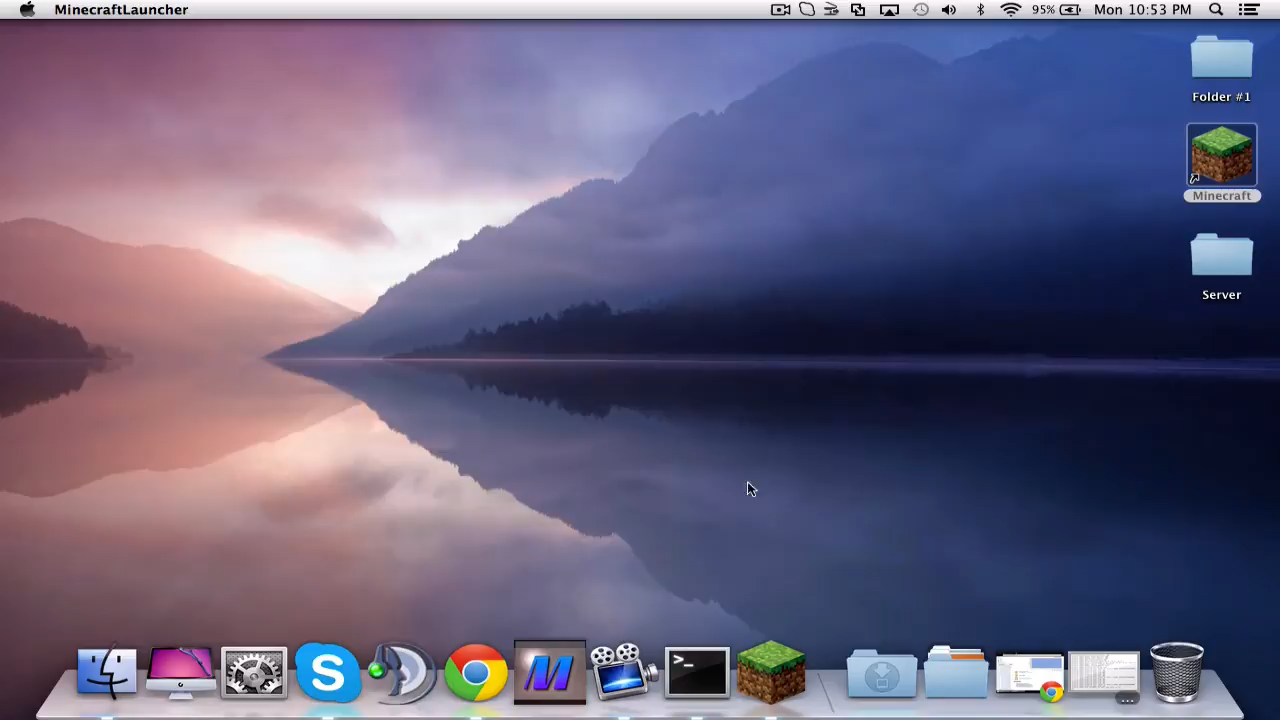 MinecraftLauncher 95% Mon 10:53 PM
Folder #1
Minecraft
Server
S
M
>_